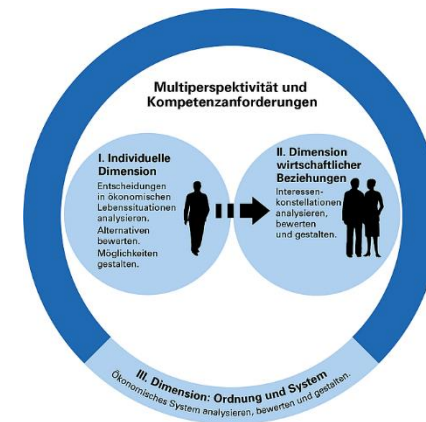 Multiperspektivität und
Kompetenzanforderungen
I. Individuelle
Dimension
Entscheidungen
in ökonomischen
Lebenssituationen
analysieren.
Alternativen
bewerten.
Möglichkeiten
gestalten.
II. Dimension
wirtschaftlicher
Beziehungen
Interessen-
konstellationen
analysieren,
bewerten
und gestalten.
III. Dimension: Ordnung und System
Ökonomisches System analysieren, bewerten und gestalten.